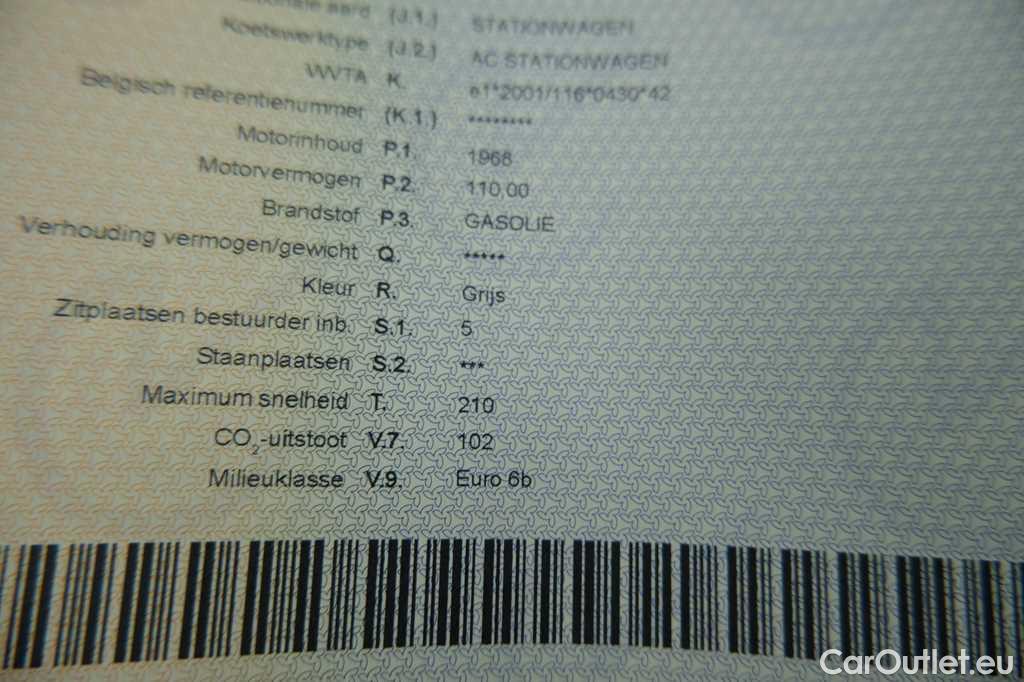 aard (J.1.) STATIONWAGEN
Koetswerktype (J.2.) AC STATIONWAGEN
VVTA K. e1*2001/116*0430*42
Belgisch referentienummer (K.1.) ********
Motorinhoud P.1. 1968
Motorvermogen P.2. 110,00
Brandstof P.3. GASOLIE
Verhouding vermogen/gewicht Q. *****
Kleur R. Grijs
Zitplaatsen bestuurder inb. S.1. 5
Staanplaatsen S.2. ***
Maximum snelheid T. 210
CO₂-uitstoot V.7. 102
Milieuklasse V.9. Euro 6b
CarOutlet.eu